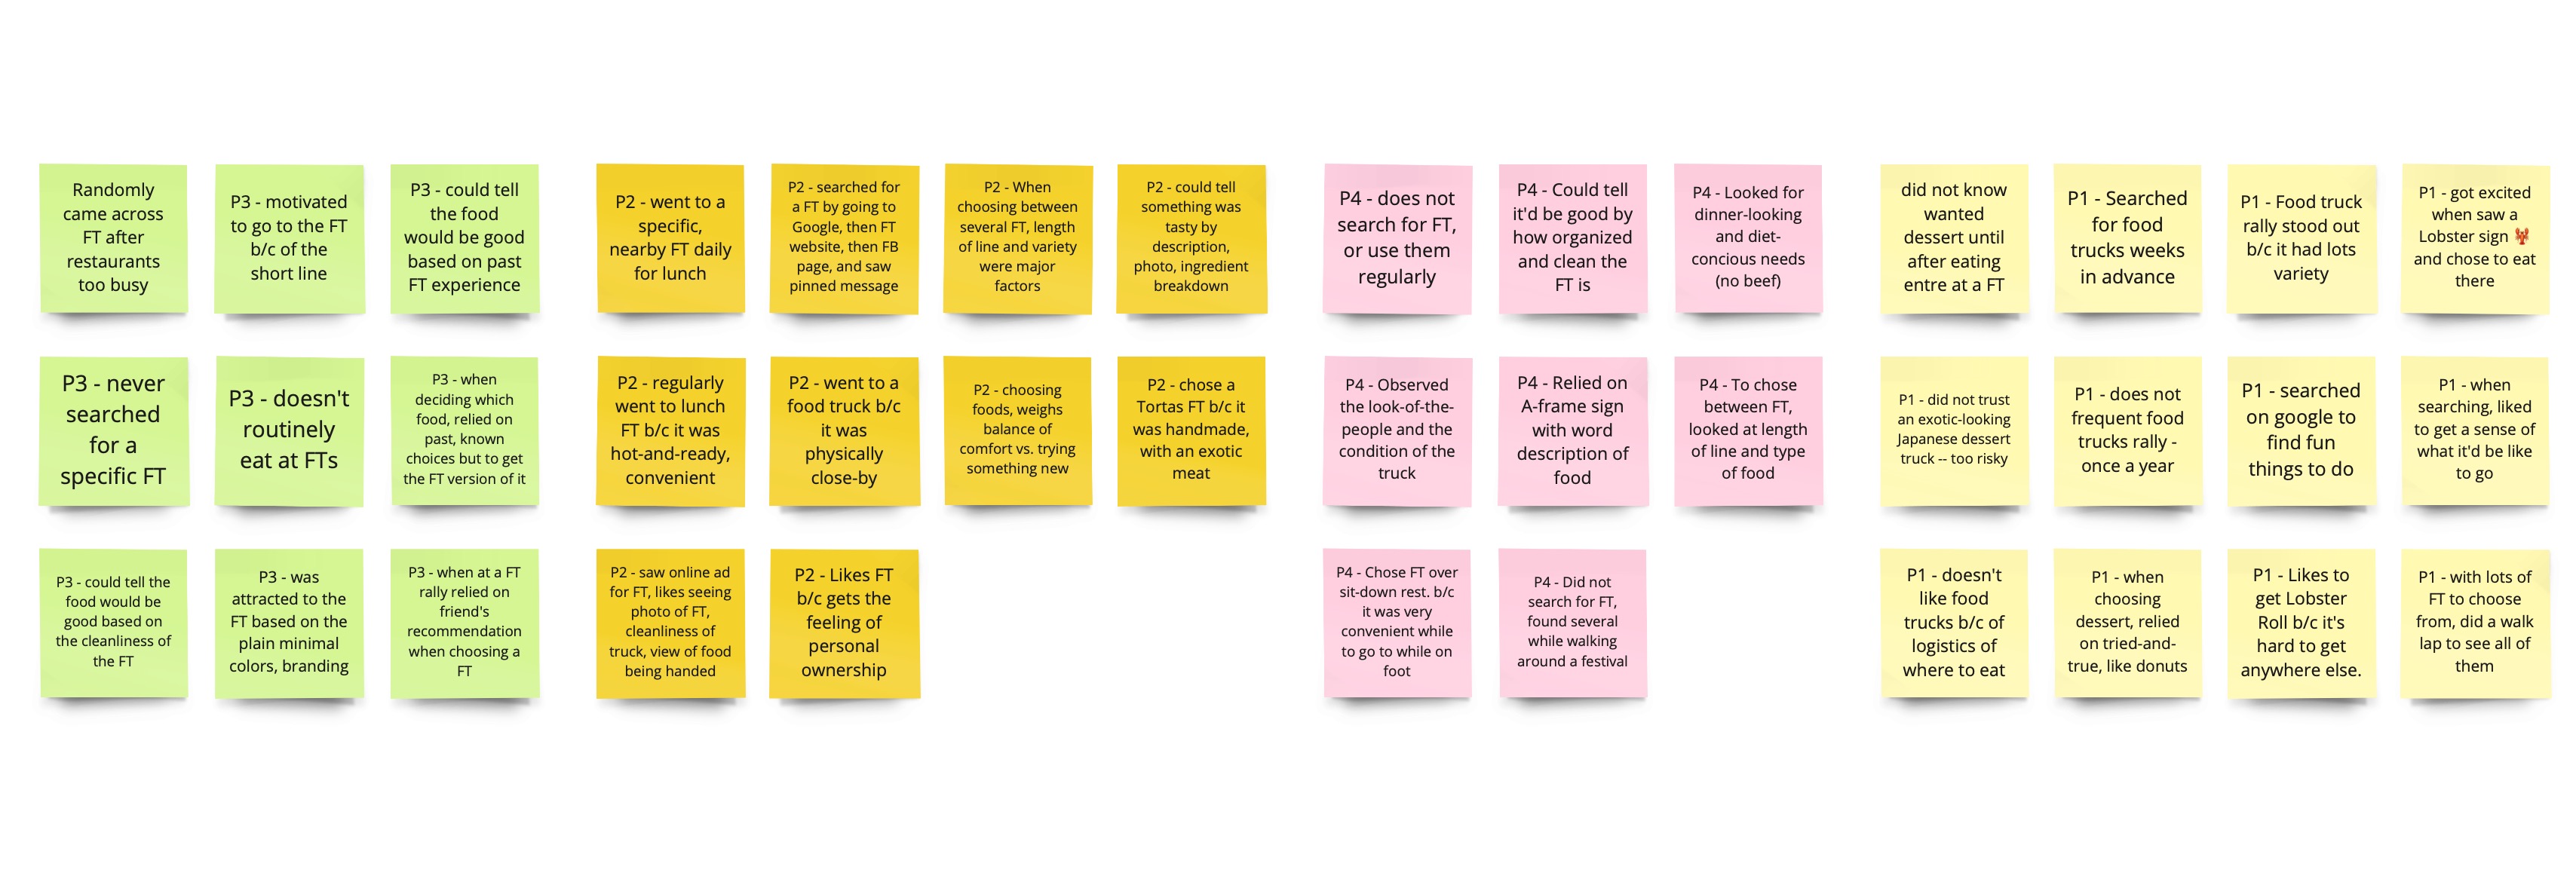 Randomly
came across
FT after
restaurants
too busy
P3 - motivated
to go to the FT
b/c of the
short line
P3 - could tell
the food
would be good
based on past
FT experience
P3 - never
searched
for a
specific FT
P3 - doesn't
routinely
eat at FTs
P3 - when
deciding which
food, relied on
past, known
choices but to get
the FT version of it
P3 - could tell the
food would be
good based on
the cleanliness of
the FT
P3 - was
attracted to the
FT based on the
plain minimal
colors, branding
P3 - when at a FT
rally relied on
friend's
recommendation
when choosing a
FT
P2 - went to a
specific,
nearby FT daily
for lunch
P2 - searched for
a FT by going to
Google, then FT
website, then FB
page, and saw
pinned message
P2 - When
choosing between
several FT, length
of line and variety
were major
factors
P2 - could tell
something was
tasty by
description,
photo, ingredient
breakdown
P2 - regularly
went to lunch
FT b/c it was
hot-and-ready,
convenient
P2 - went to a
food truck b/c
it was
physically
close-by
P2 - choosing
foods, weighs
balance of
comfort vs. trying
something new
P2 - chose a
Tortas FT b/c it
was handmade,
with an exotic
meat
P2 - saw online ad
for FT, likes seeing
photo of FT,
cleanliness of
truck, view of food
being handed
P2 - Likes FT
b/c gets the
feeling of
personal
ownership
P4 - does not
search for FT,
or use them
regularly
P4 - Could tell
it'd be good by
how organized
and clean the
FT is
P4 - Looked for
dinner-looking
and diet-
concious needs
(no beef)
P4 - Observed
the look-of-the-
people and the
condition of the
truck
P4 - Relied on
A-frame sign
with word
description of
food
P4 - To chose
between FT,
looked at length
of line and type
of food
P4 - Chose FT over
sit-down rest. b/c
it was very
convenient while
to go to while on
foot
P4 - Did not
search for FT,
found several
while walking
around a festival
did not know
wanted
dessert until
after eating
entre at a FT
P1 - Searched
for food
trucks weeks
in advance
P1 - Food truck
rally stood out
b/c it had lots
variety
P1 - got excited
when saw a
Lobster sign 🦞
and chose to eat
there
P1 - did not trust
an exotic-looking
Japanese dessert
truck -- too risky
P1 - does not
frequent food
trucks rally -
once a year
P1 - searched
on google to
find fun
things to do
P1 - when
searching, liked
to get a sense of
what it'd be like
to go
P1 - doesn't
like food
trucks b/c of
logistics of
where to eat
P1 - when
choosing
dessert, relied
on tried-and-
true, like donuts
P1 - Likes to
get Lobster
Roll b/c it's
hard to get
anywhere else.
P1 - with lots of
FT to choose
from, did a walk
lap to see all of
them